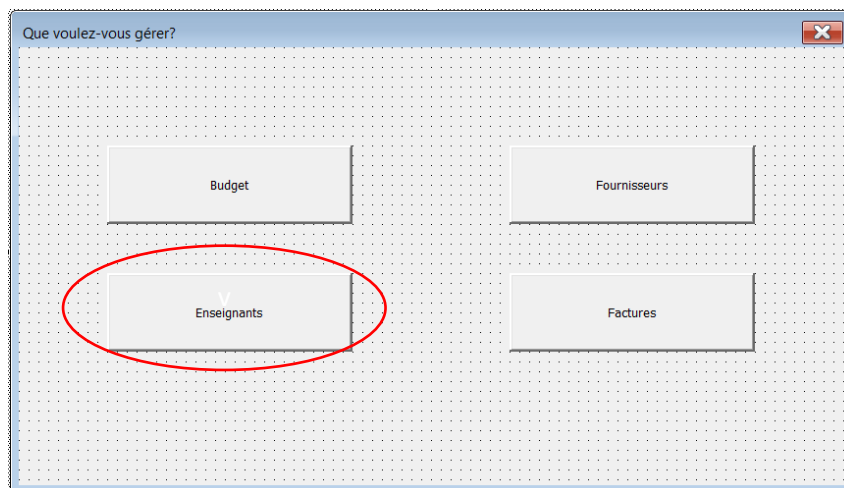 Que voulez-vous gérer?
Budget
Fournisseurs
V
Enseignants
Factures